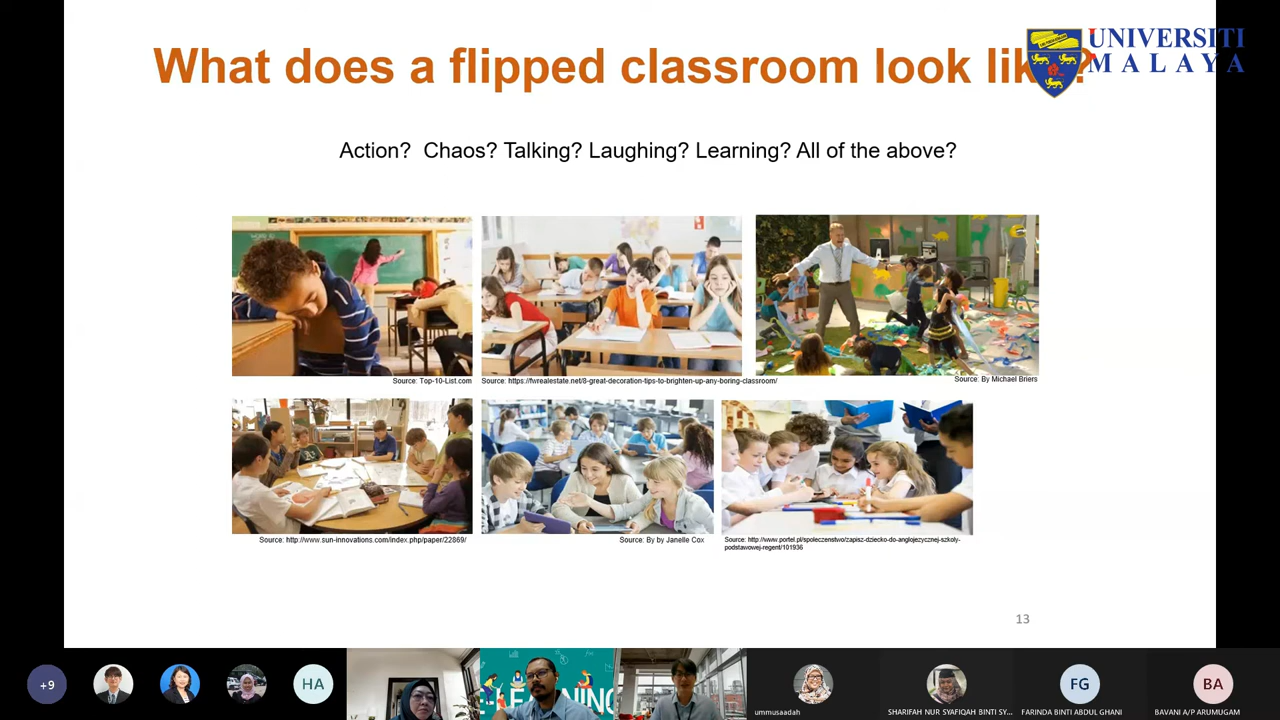 What does a flipped classroom look lik ?
UNIVERSITI
MALAYA
Action? Chaos? Talking? Laughing? Learning? All of the above?
Source: Top-10-List.com
Source: https://fwrealestate.net/8-great-decoration-tips-to-brighten-up-any-boring-classroom/
Source: By Michael Briers
Source: http://www.sun-innovations.com/index.php/paper/22869/
Source: By by Janelle Cox
Source: http://www.portel.pl/spoleczenstwo/zapisz-dziecko-do-anglojezycznej-szkoly-
podstawowej-regent/101936
13
+9
HA
LEARNING
FG
BA
ummusaadah
SHARIFAH NUR SYAFIQAH BINTI SY...
FARINDA BINTI ABDUL GHANI
BAVANI A/P ARUMUGAM